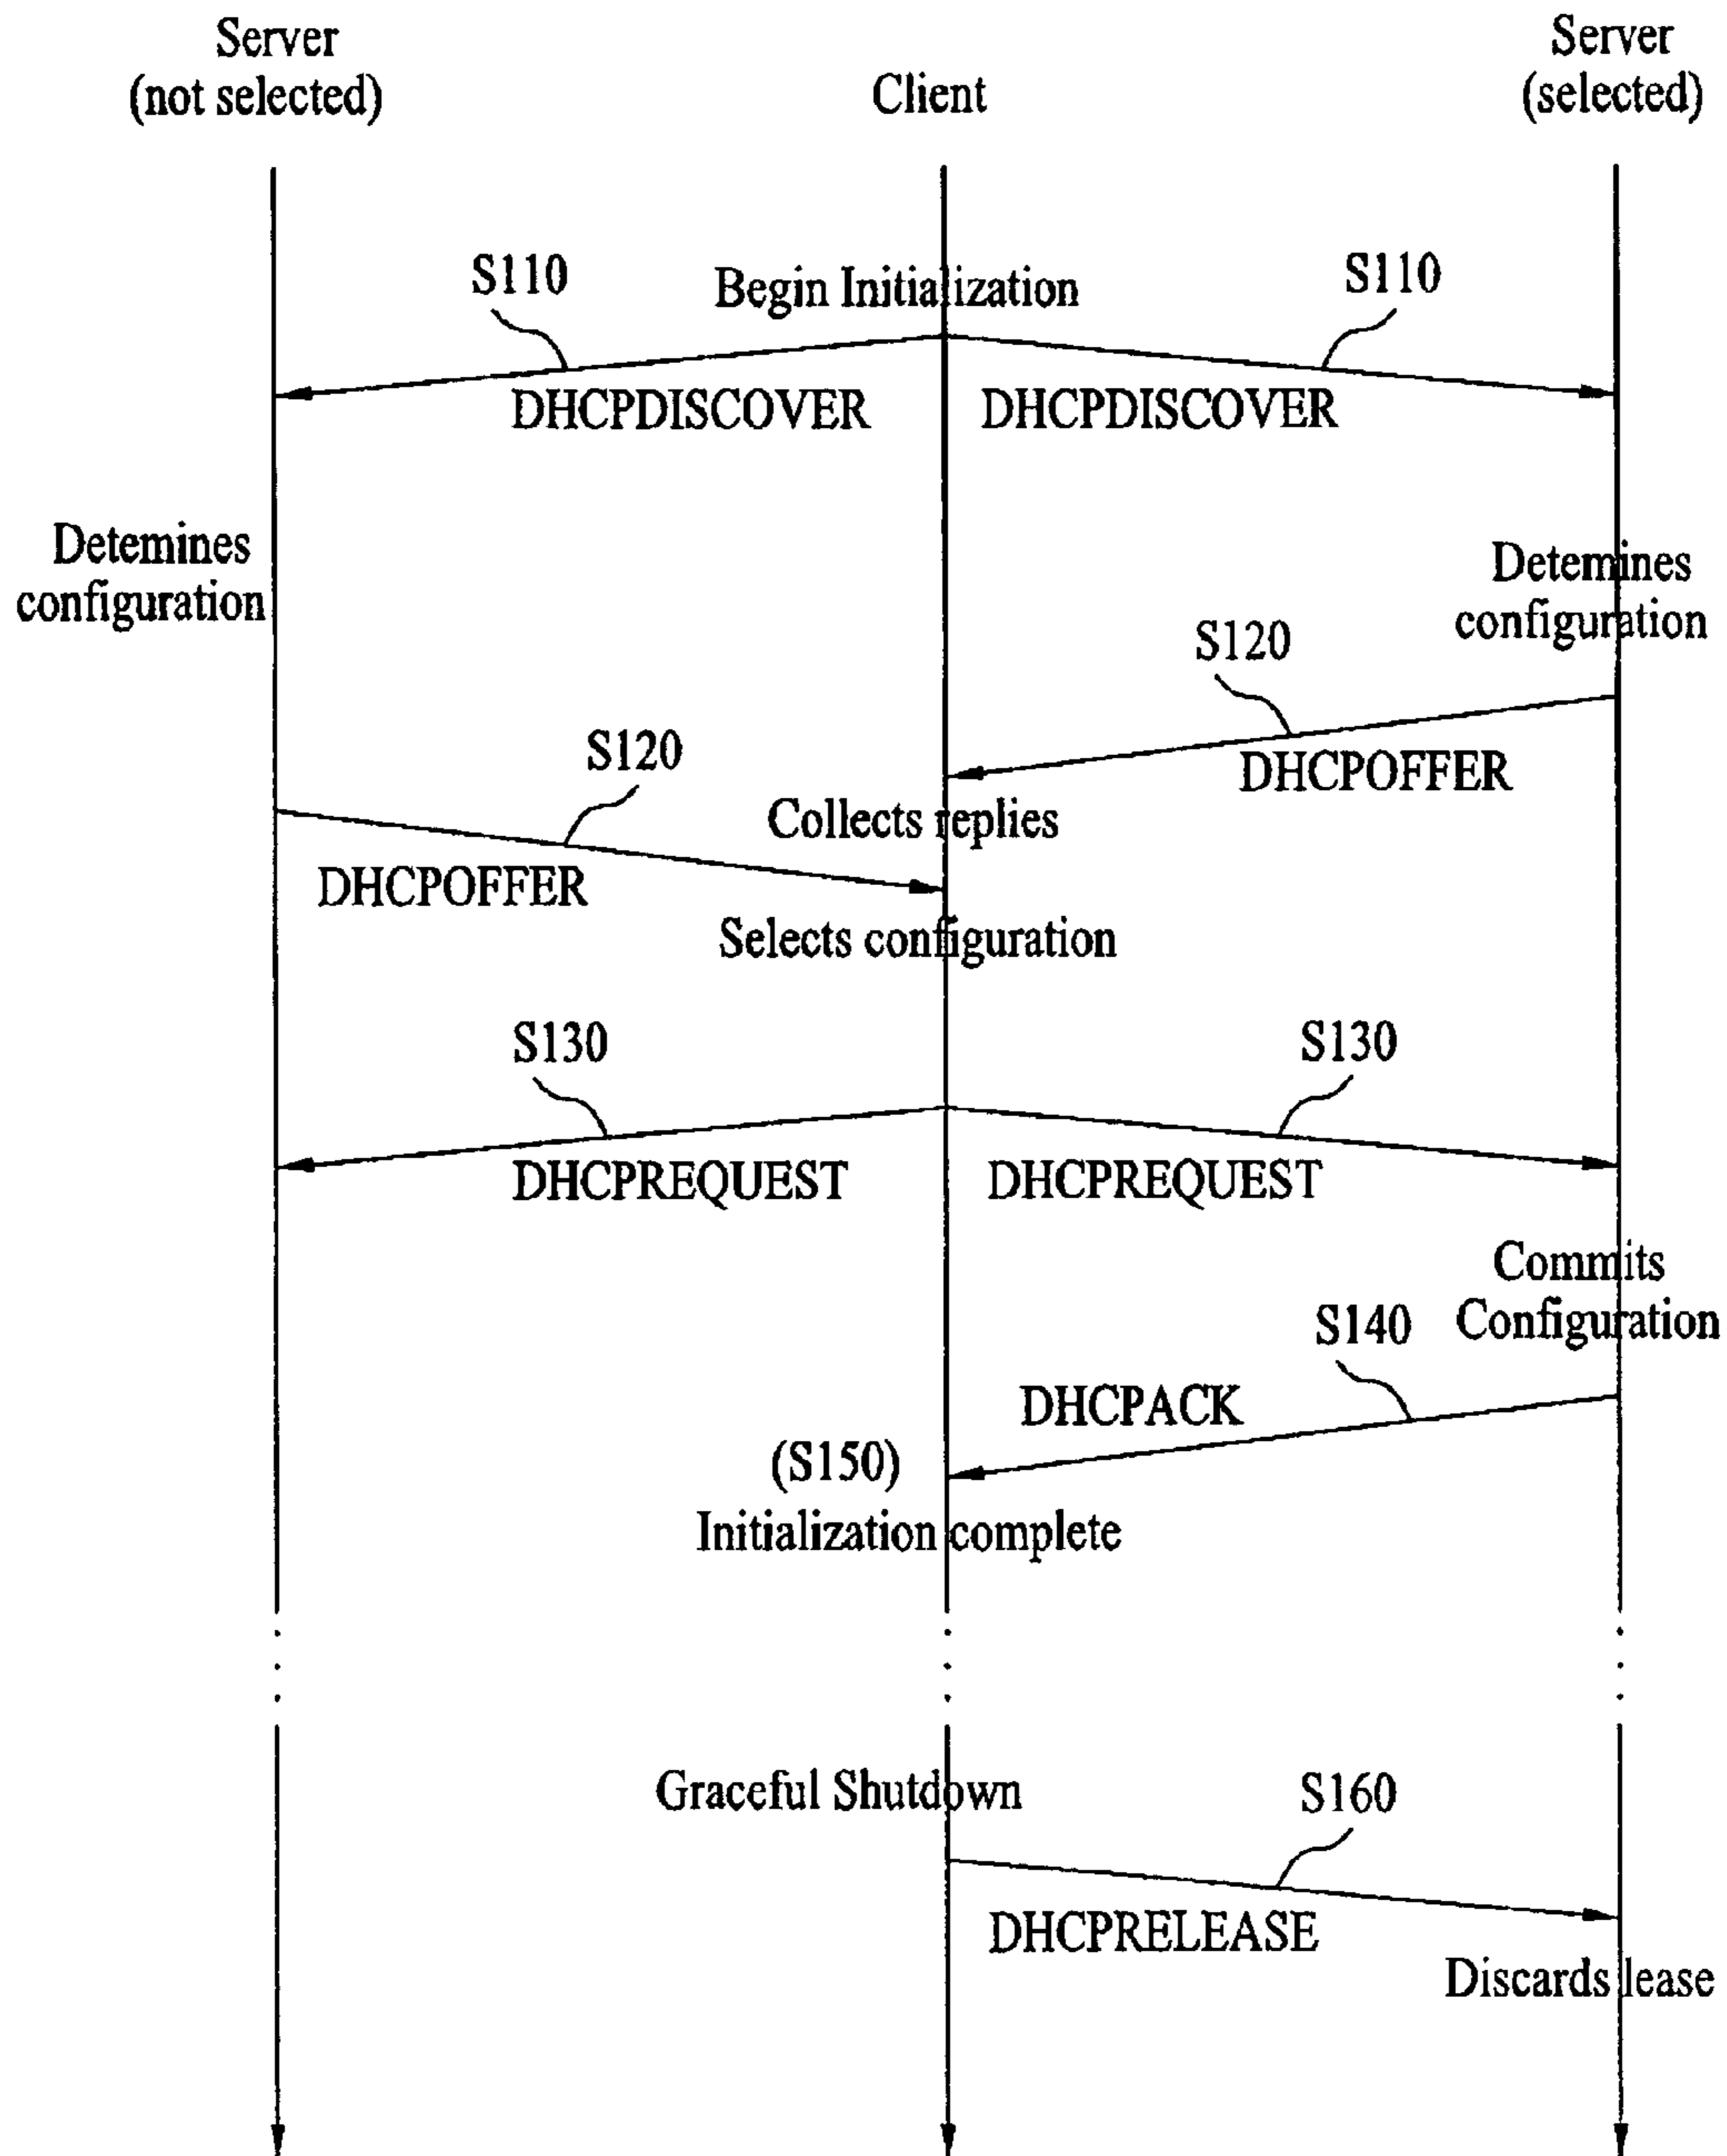 Server
(not selected)
Client
Server
(selected)
S110
Begin Initialization
S110
DHCPDISCOVER
DHCPDISCOVER
Detemines
configuration
Detemines
configuration
S120
DHCPOFFER
S120
Collects replies
DHCPOFFER
Selects configuration
S130
S130
DHCPREQUEST
DHCPREQUEST
Commits
Configuration
S140
DHCPACK
(S150)
Initialization complete
Graceful Shutdown
S160
DHCPRELEASE
Discards lease